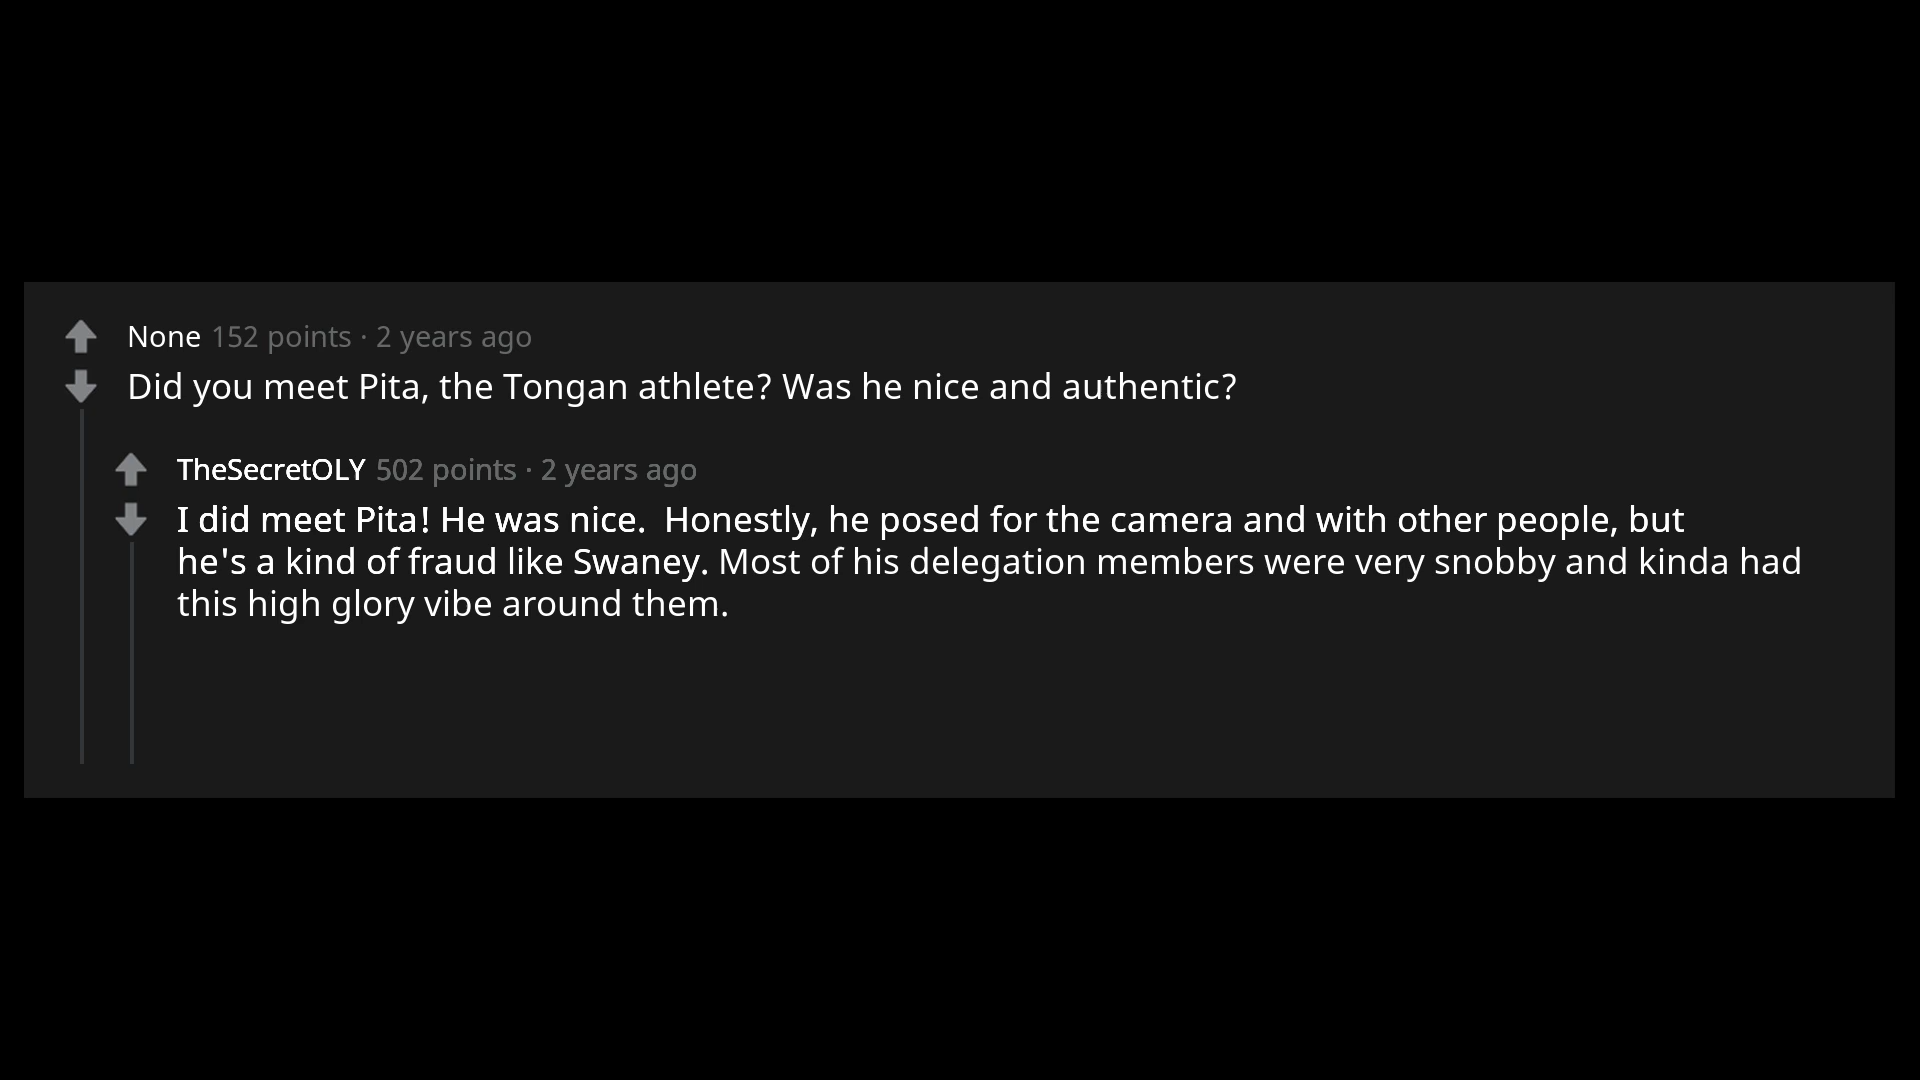 None 152 points · 2 years ago
Did you meet Pita, the Tongan athlete? Was he nice and authentic?
TheSecretOLY 502 points · 2 years ago
I did meet Pita! He was nice.  Honestly, he posed for the camera and with other people, but
he's a kind of fraud like Swaney. Most of his delegation members were very snobby and kinda had
this high glory vibe around them.